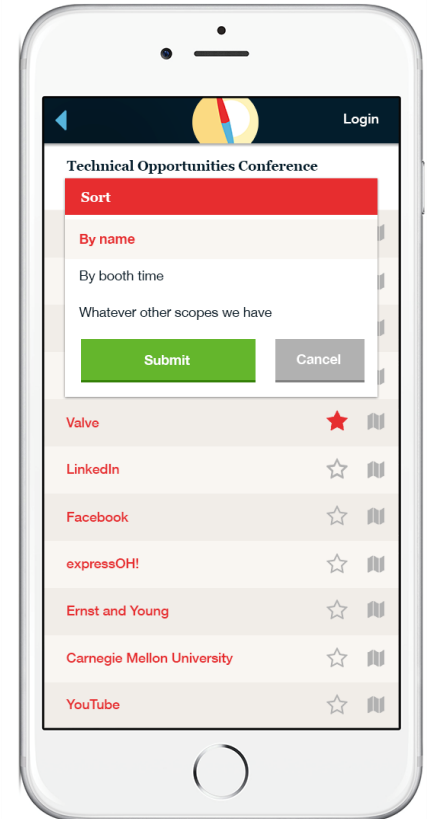 Login
Technical Opportunities Conference
Sort
By name
By booth time
Whatever other scopes we have
Submit
Cancel
Valve
LinkedIn
Facebook
expressOH!
Ernst and Young
Carnegie Mellon University
YouTube